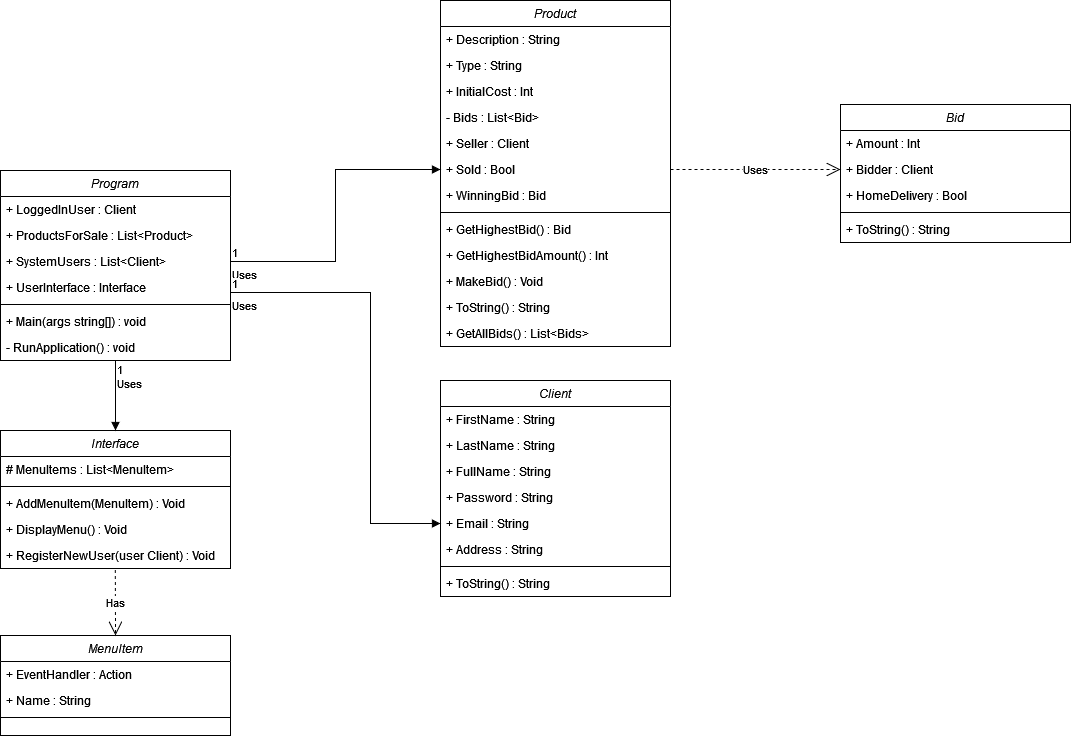 Product
+ Description : String
+ Type : String
+ InitialCost : Int
- Bids : List<Bid>
+ Seller : Client
+ Sold : Bool
+ WinningBid : Bid
+ GetHighestBid() : Bid
+ GetHighestBidAmount() : Int
+ MakeBid() : Void
+ ToString() : String
+ GetAllBids() : List<Bids>
Uses
Bid
+ Amount : Int
+ Bidder : Client
+ HomeDelivery : Bool
+ ToString() : String
Program
+ LoggedInUser : Client
+ ProductsForSale : List<Product>
+ SystemUsers : List<Client>
+ UserInterface : Interface
+ Main(args string[]) : void
- RunApplication() : void
1
Uses
1
Uses
1
Uses
Client
+ FirstName : String
+ LastName : String
+ FullName : String
+ Password : String
+ Email : String
+ Address : String
+ ToString() : String
Interface
# MenuItems : List<MenuItem>
+ AddMenuItem(MenuItem) : Void
+ DisplayMenu() : Void
+ RegisterNewUser(user Client) : Void
Has
MenuItem
+ EventHandler : Action
+ Name : String